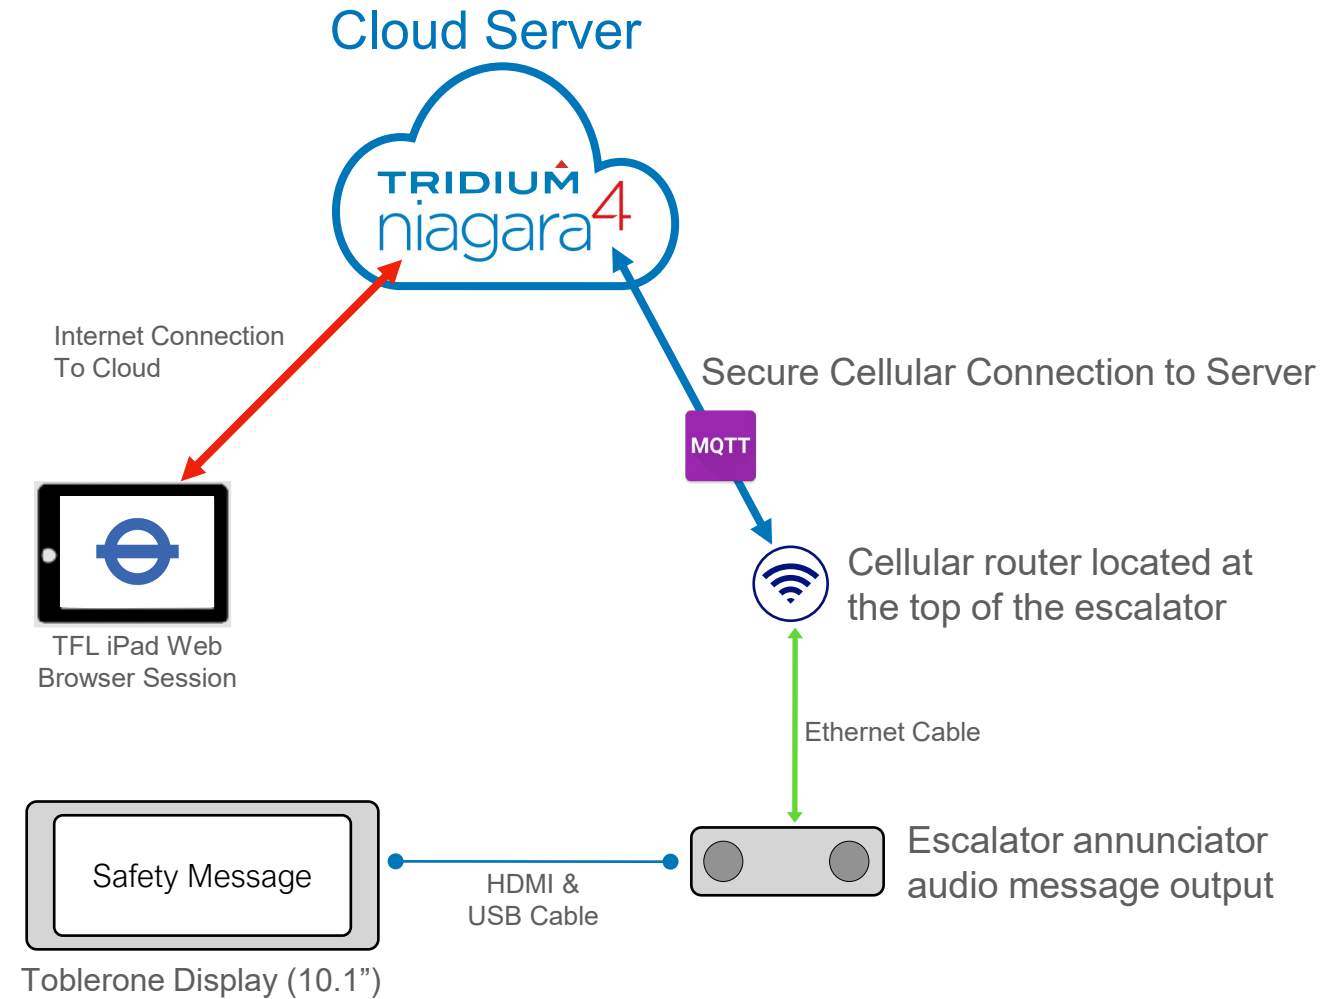 Cloud Server
TRIDIUM
niagara4
Internet Connection
To Cloud
Secure Cellular Connection to Server
MQTT
TFL iPad Web
Browser Session
Cellular router located at
the top of the escalator
Ethernet Cable
Safety Message
HDMI &
USB Cable
Escalator annunciator
audio message output
Toblerone Display (10.1”)